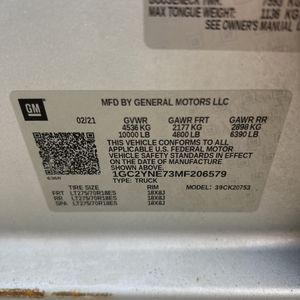 MAX TONGUE WEIGHT: 1136 KG
SEE OWNER'S MANUAL
GM
MFD BY GENERAL MOTORS LLC
02/21 GVWR GAWR FRT GAWR RR
4536 KG 2177 KG 2898 KG
10000 LB 4800 LB 6390 LB
THIS VEHICLE CONFORMS TO ALL
APPLICABLE U.S. FEDERAL MOTOR
VEHICLE SAFETY STANDARDS IN
EFFECT ON THE DATE OF
MANUFACTURE SHOWN ABOVE.
1GC2YNE73MF206579
TYPE: TRUCK MODEL: 39CK20753
TIRE SIZE RIM
FRT LT275/70R18ES 18X8J
RR LT275/70R18ES 18X8J
SPA LT275/70R18ES 18X8J